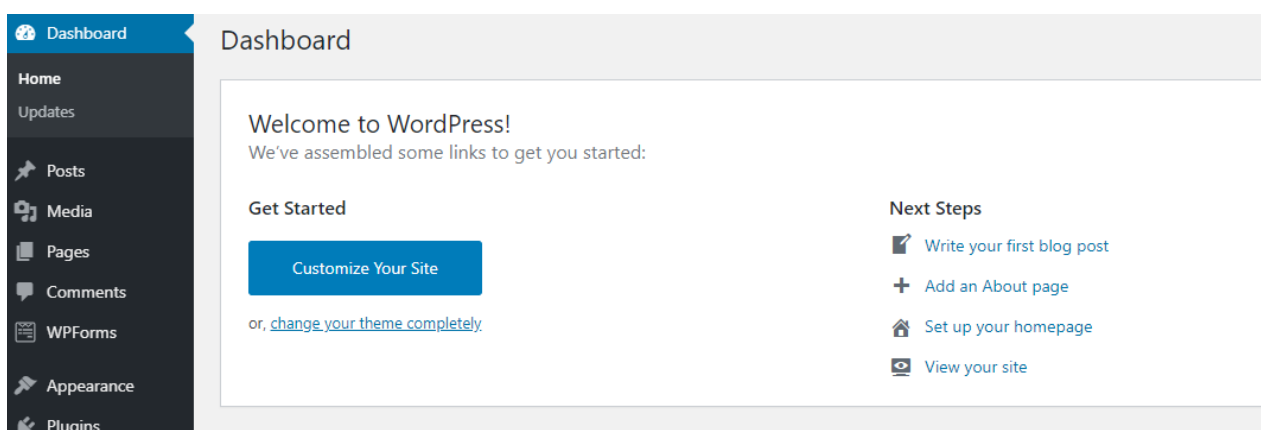 Dashboard
Home
Updates
Posts
Media
Pages
Comments
WPForms
Appearance
Plugins
Dashboard
Welcome to WordPress!
We've assembled some links to get you started:
Get Started
Customize Your Site
or, change your theme completely
Next Steps
Write your first blog post
Add an About page
Set up your homepage
View your site